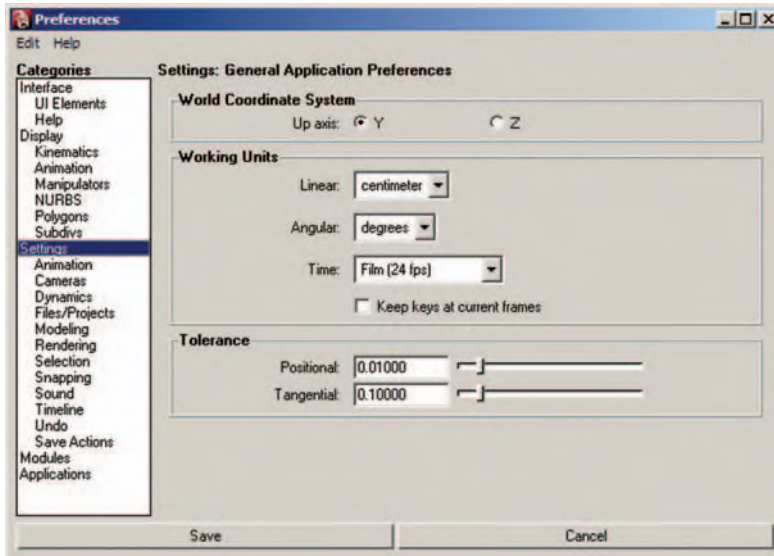 Preferences
Edit Help
Categories
Interface
UI Elements
Help
Display
Kinematics
Animation
Manipulators
NURBS
Polygons
Subdivs
Settings
Animation
Cameras
Dynamics
Files/Projects
Modeling
Rendering
Selection
Snapping
Sound
Timeline
Undo
Save Actions
Modules
Applications
Settings: General Application Preferences
World Coordinate System
Up axis: Y Z
Working Units
Linear: centimeter
Angular: degrees
Time: Film (24 fps)
Keep keys at current frames
Tolerance
Positional: 0.01000
Tangential: 0.10000
Save Cancel